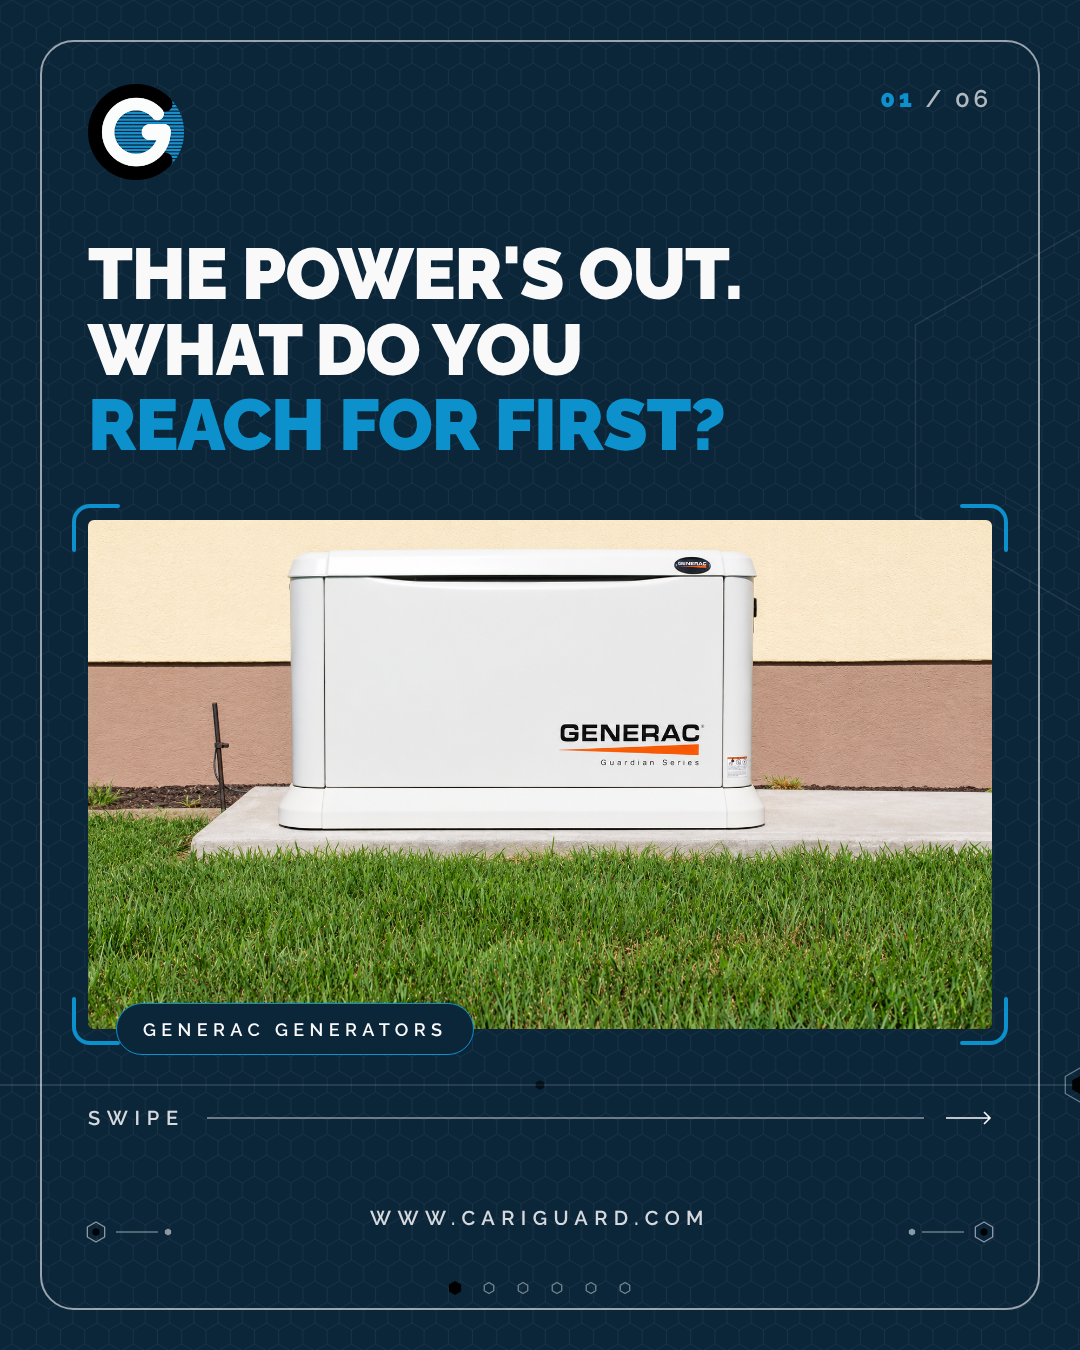 G
01 / 06
THE POWER'S OUT.
WHAT DO YOU
REACH FOR FIRST?
GENERAC
GENERAC
Guardian Series
GENERAC GENERATORS
SWIPE
WWW.CARIGUARD.COM